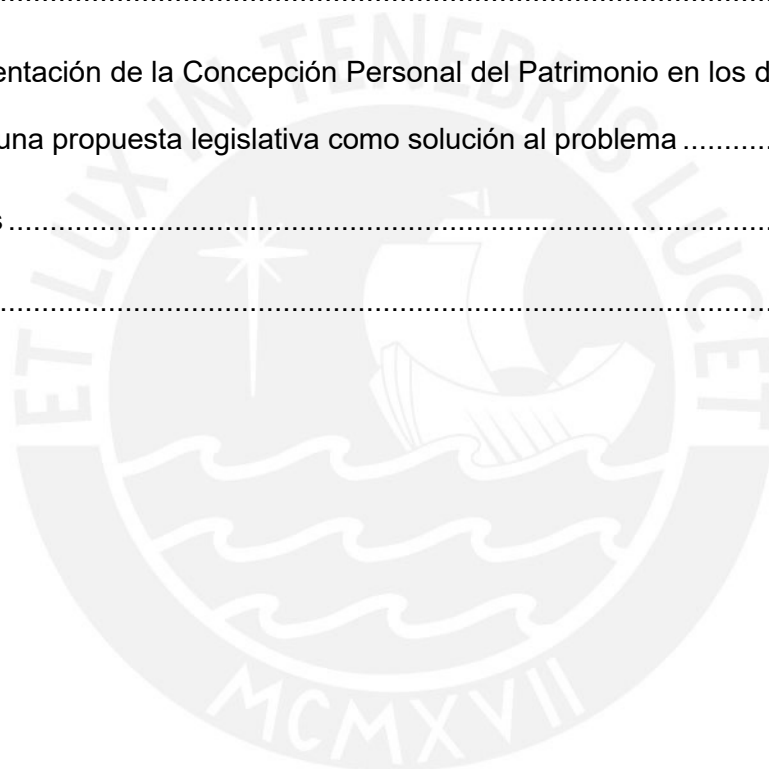 entación de la Concepción Personal del Patrimonio en los d
una propuesta legislativa como solución al problema ............
s ....................................................................................................
....................................................................................................
ET LUX IN TENEBRIS LUCET
MCMXVII